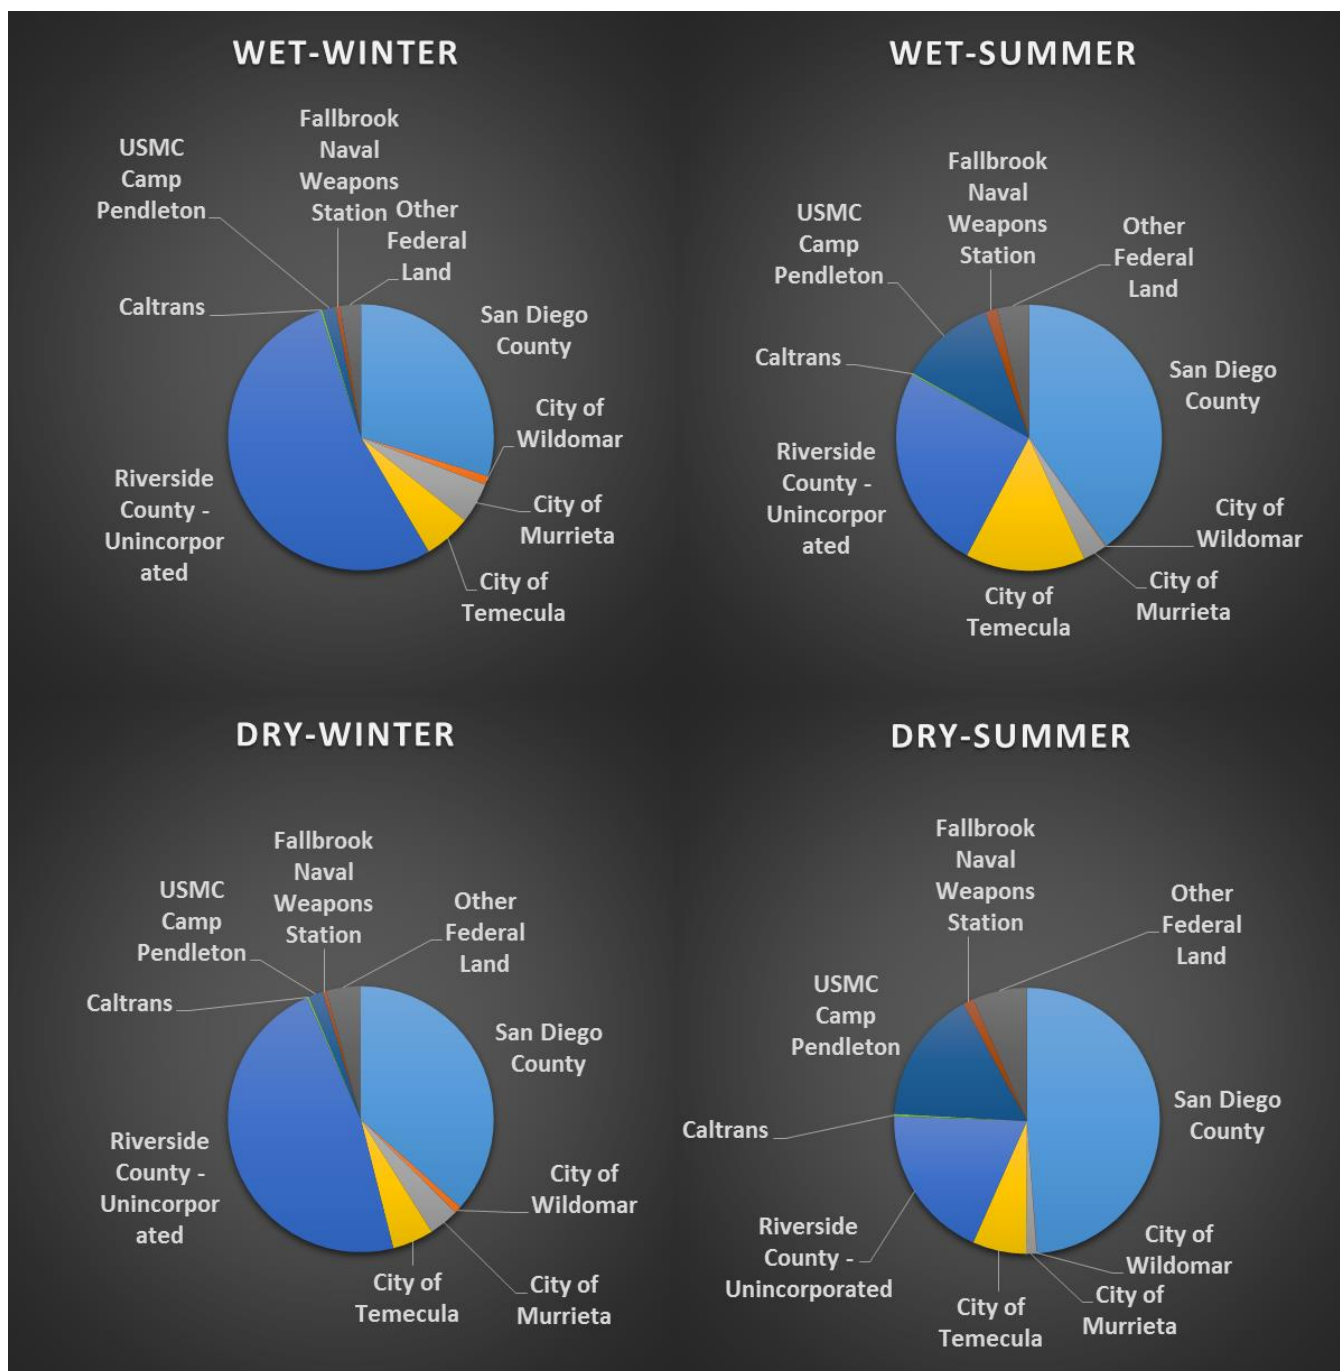 WET-WINTER
Fallbrook
Naval
Weapons
Station
USMC
Camp
Pendleton
Other
Federal
Land
Caltrans
San Diego
County
City of
Wildomar
Riverside
County -
Unincorpor
ated
City of
Murrieta
City of
Temecula
WET-SUMMER
Fallbrook
Naval
Weapons
Station
USMC
Camp
Pendleton
Other
Federal
Land
Caltrans
San Diego
County
Riverside
County -
Unincorpor
ated
City of
Wildomar
City of
Murrieta
City of
Temecula
DRY-WINTER
Fallbrook
Naval
Weapons
Station
USMC
Camp
Pendleton
Other
Federal
Land
Caltrans
San Diego
County
Riverside
County -
Unincorpor
ated
City of
Wildomar
City of
Temecula
City of
Murrieta
DRY-SUMMER
Fallbrook
Naval
Weapons
Station
Other
Federal
Land
USMC
Camp
Pendleton
Caltrans
San Diego
County
Riverside
County -
Unincorporated
City of
Wildomar
City of
Murrieta
City of
Temecula